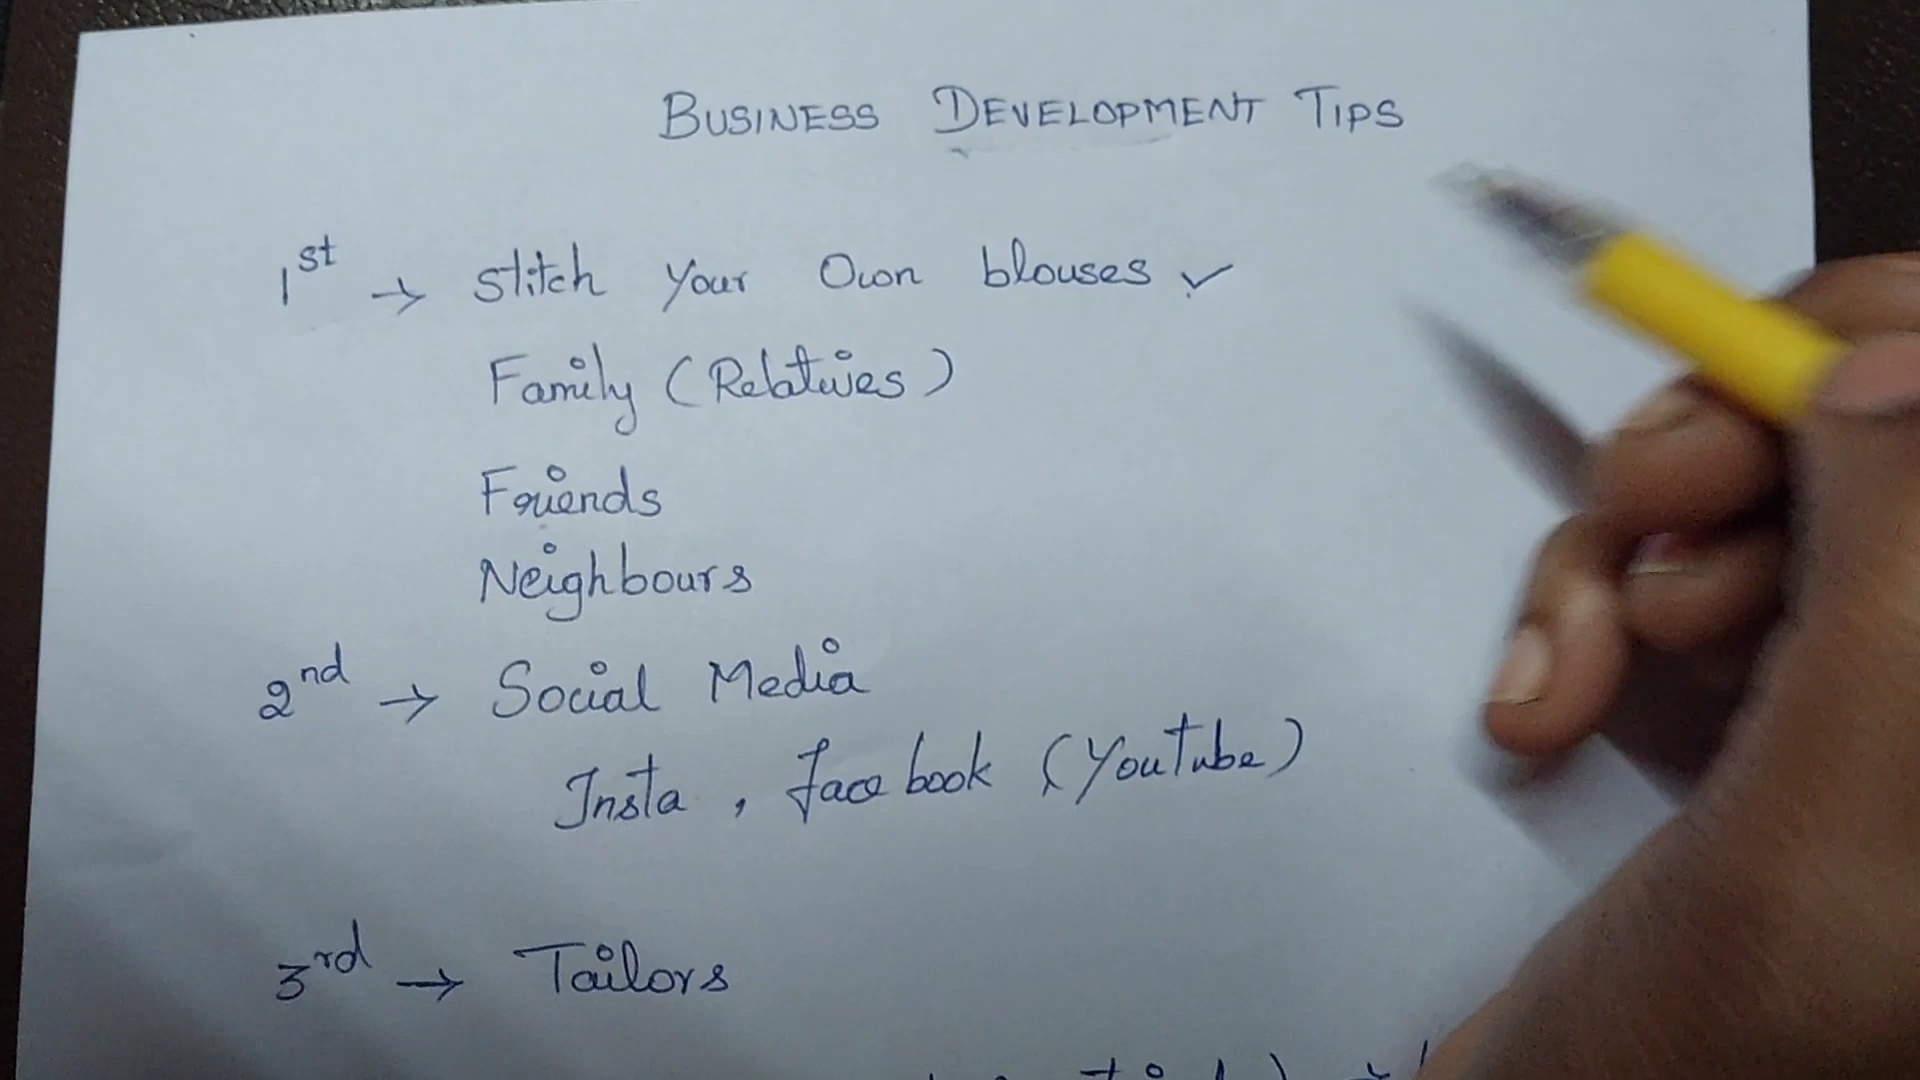 BUSINESS DEVELOPMENT TIPS
1st → Stitch Your Own blouses ✓
Family (Relatives)
Friends
Neighbours
2nd → Social Media
Insta, facebook (YouTube)
3rd → Tailors